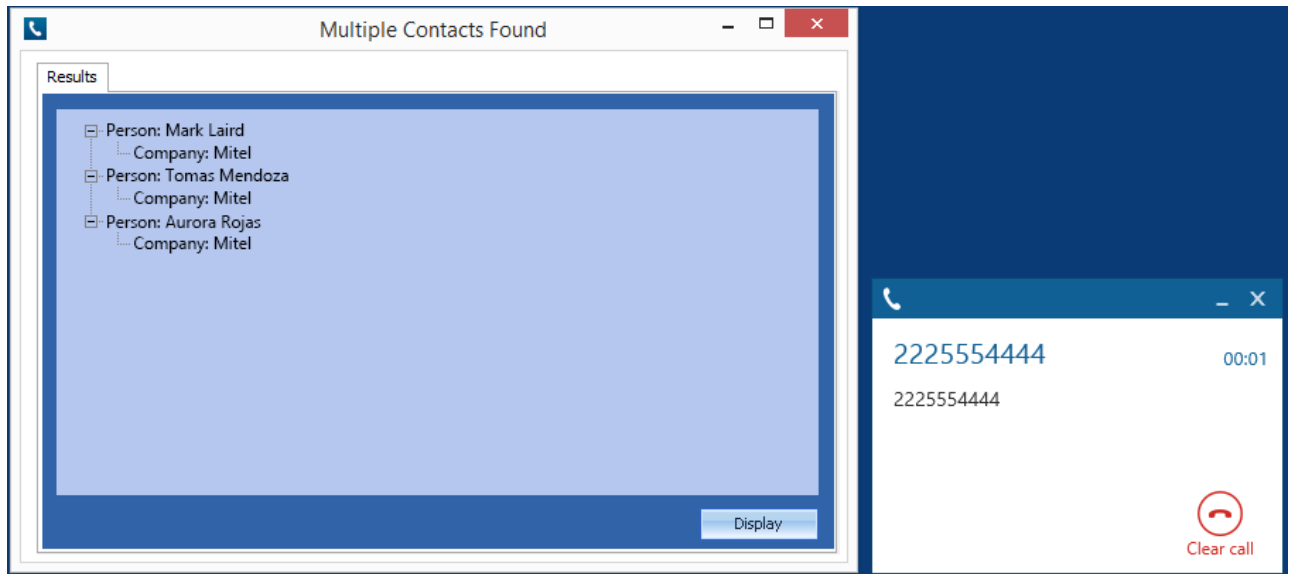 Multiple Contacts Found
Results
Person: Mark Laird
Company: Mitel
Person: Tomas Mendoza
Company: Mitel
Person: Aurora Rojas
Company: Mitel
Display
2225554444 00:01
2225554444
Clear call